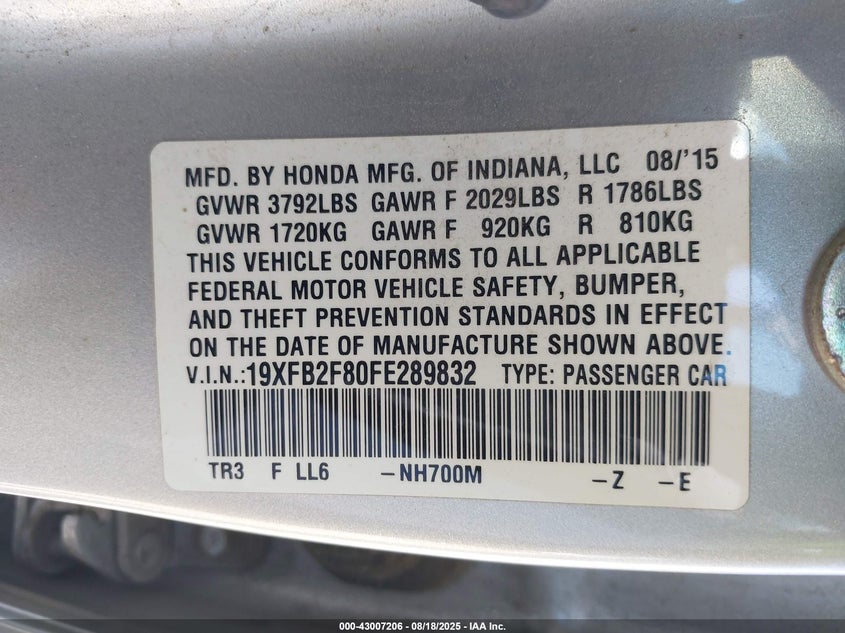 MFD. BY HONDA MFG. OF INDIANA, LLC 08/'15
GVWR 3792LBS GAWR F 2029LBS R 1786LBS
GVWR 1720KG GAWR F 920KG R 810KG
THIS VEHICLE CONFORMS TO ALL APPLICABLE
FEDERAL MOTOR VEHICLE SAFETY, BUMPER,
AND THEFT PREVENTION STANDARDS IN EFFECT
ON THE DATE OF MANUFACTURE SHOWN ABOVE.
V.I.N.:19XFB2F80FE289832 TYPE: PASSENGER CAR
TR3 F LL6 -NH700M -Z -E
000-43007206 | 08/18/2025 - IAA Inc.